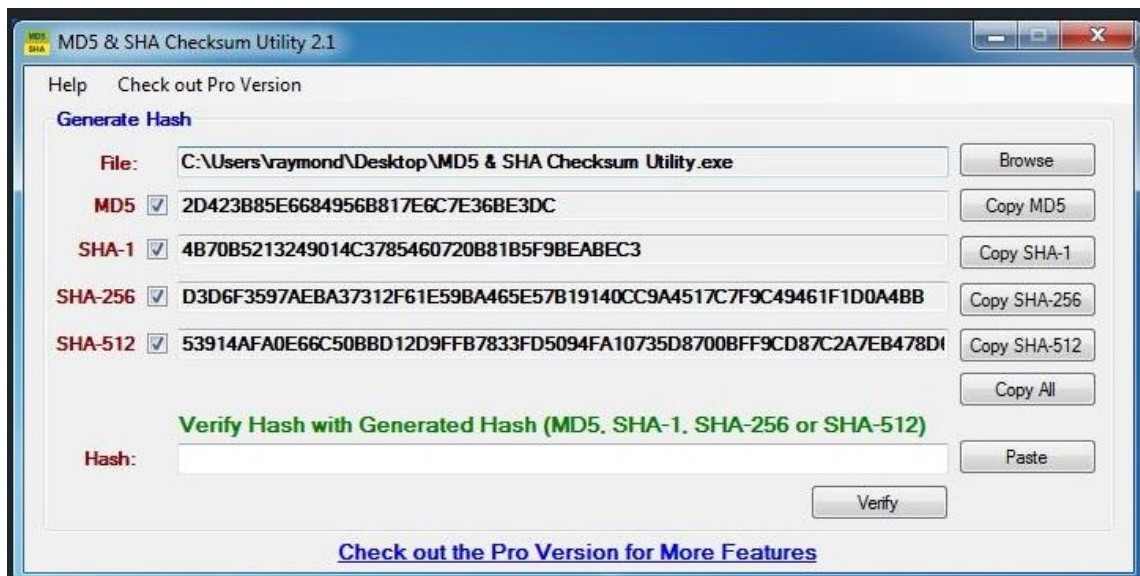 MD5 SHA MD5 & SHA Checksum Utility 2.1
Help Check out Pro Version
Generate Hash
File: C:\Users\raymond\Desktop\MD5 & SHA Checksum Utility.exe Browse
MD5 2D423B85E6684956B817E6C7E36BE3DC Copy MD5
SHA-1 4B70B5213249014C3785460720B81B5F9BEABEC3 Copy SHA-1
SHA-256 D3D6F3597AEBA37312F61E59BA465E57B19140CC9A4517C7F9C49461F1D0A4BB Copy SHA-256
SHA-512 53914AFA0E66C50BBD12D9FFB7833FD5094FA10735D8700BFF9CD87C2A7EB478D Copy SHA-512
Copy All
Verify Hash with Generated Hash (MD5, SHA-1, SHA-256 or SHA-512)
Hash: Paste
Verify
Check out the Pro Version for More Features